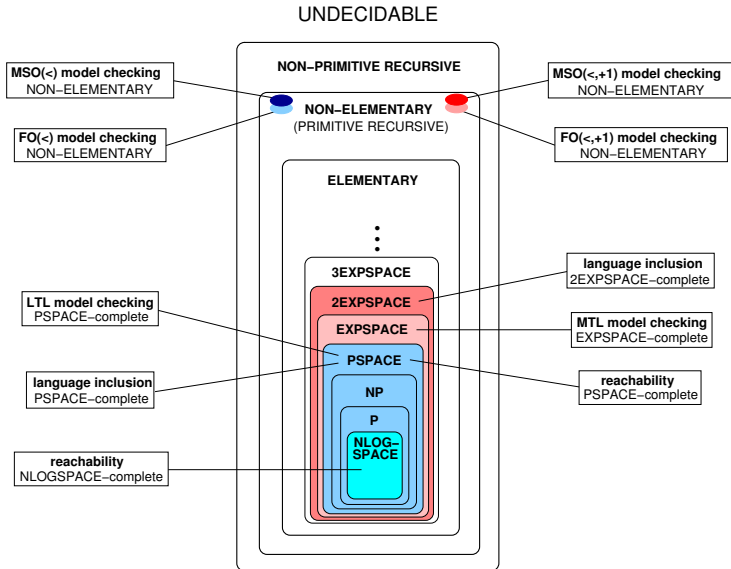 UNDECIDABLE
NON−PRIMITIVE RECURSIVE
MSO(<) model checking
NON−ELEMENTARY
MSO(<,+1) model checking
NON−ELEMENTARY
NON−ELEMENTARY
(PRIMITIVE RECURSIVE)
FO(<) model checking
NON−ELEMENTARY
FO(<,+1) model checking
NON−ELEMENTARY
ELEMENTARY
3EXPSPACE
language inclusion
2EXPSPACE−complete
2EXPSPACE
LTL model checking
PSPACE−complete
EXPSPACE
MTL model checking
EXPSPACE−complete
PSPACE
language inclusion
PSPACE−complete
reachability
PSPACE−complete
NP
P
NLOG−
SPACE
reachability
NLOGSPACE−complete